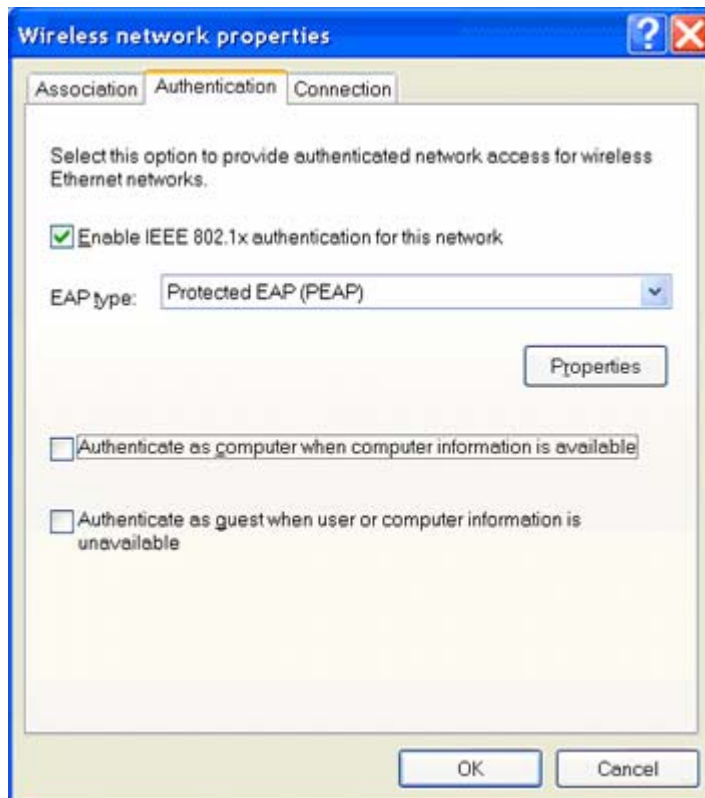 Wireless network properties
Association Authentication Connection
Select this option to provide authenticated network access for wireless
Ethernet networks.
Enable IEEE 802.1x authentication for this network
EAP type: Protected EAP (PEAP)
Properties
Authenticate as computer when computer information is available
Authenticate as guest when user or computer information is
unavailable
OK Cancel